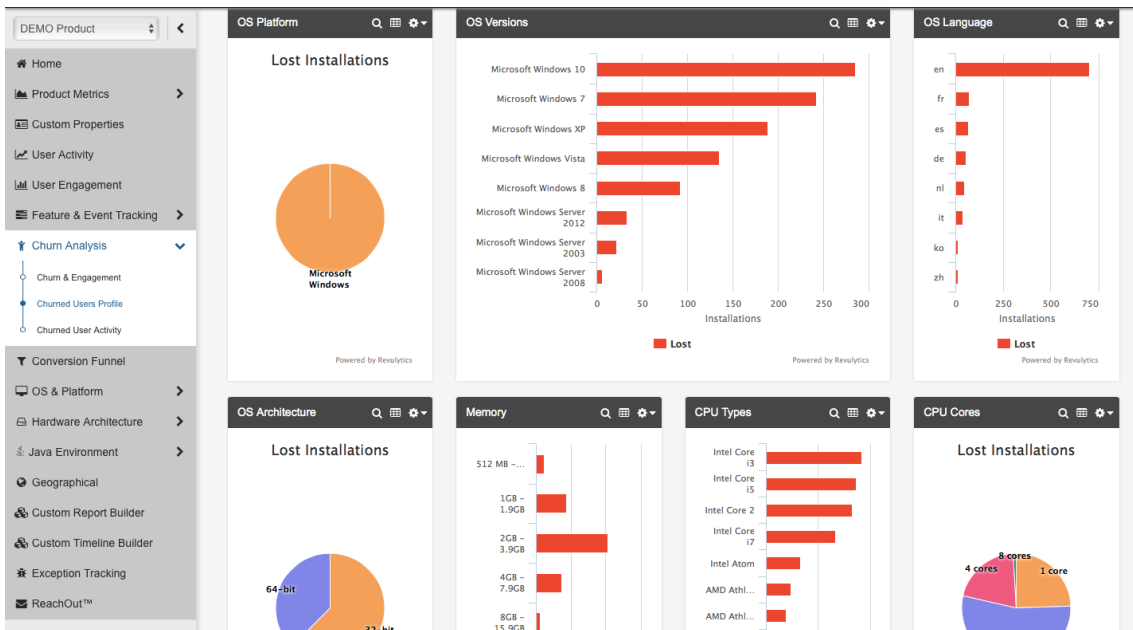 DEMO Product
Home
Product Metrics
Custom Properties
User Activity
User Engagement
Feature & Event Tracking
Churn Analysis
Churn & Engagement
Churned Users Profile
Churned User Activity
Conversion Funnel
OS & Platform
Hardware Architecture
Java Environment
Geographical
Custom Report Builder
Custom Timeline Builder
Exception Tracking
ReachOut™
OS Platform
Lost Installations
Microsoft
Windows
Powered by Revulytics
OS Versions
Microsoft Windows 10
Microsoft Windows 7
Microsoft Windows XP
Microsoft Windows Vista
Microsoft Windows 8
Microsoft Windows Server
2012
Microsoft Windows Server
2003
Microsoft Windows Server
2008
0 50 100 150 200 250 300
Installations
Lost
Powered by Revulytics
OS Language
en
fr
es
de
nl
it
ko
zh
0 250 500 750
Installations
Lost
Powered by Revulytics
OS Architecture
Lost Installations
64-bit
32-bit
Memory
512 MB –...
1GB –
1.9GB
2GB –
3.9GB
4GB –
7.9GB
8GB –
15.9GB
CPU Types
Intel Core
i3
Intel Core
i5
Intel Core 2
Intel Core
i7
Intel Atom
AMD Athl...
AMD Athl...
CPU Cores
Lost Installations
8 cores
4 cores
1 core